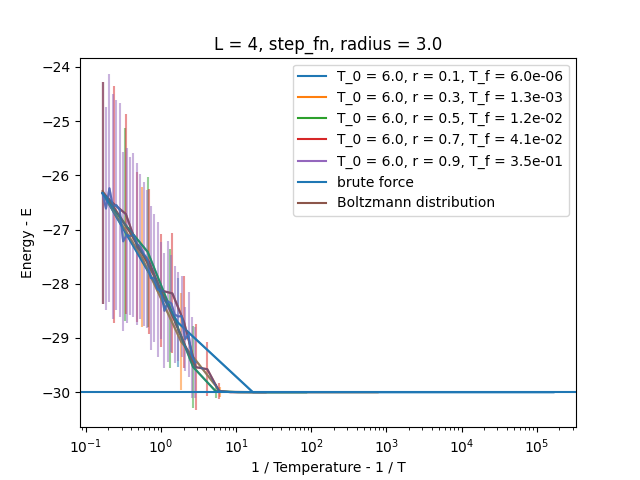 L = 4, step_fn, radius = 3.0
Energy - E
−24
−25
−26
−27
−28
−29
−30
T_0 = 6.0, r = 0.1, T_f = 6.0e-06
T_0 = 6.0, r = 0.3, T_f = 1.3e-03
T_0 = 6.0, r = 0.5, T_f = 1.2e-02
T_0 = 6.0, r = 0.7, T_f = 4.1e-02
T_0 = 6.0, r = 0.9, T_f = 3.5e-01
brute force
Boltzmann distribution
10⁻¹ 10⁰ 10¹ 10² 10³ 10⁴ 10⁵
1 / Temperature - 1 / T